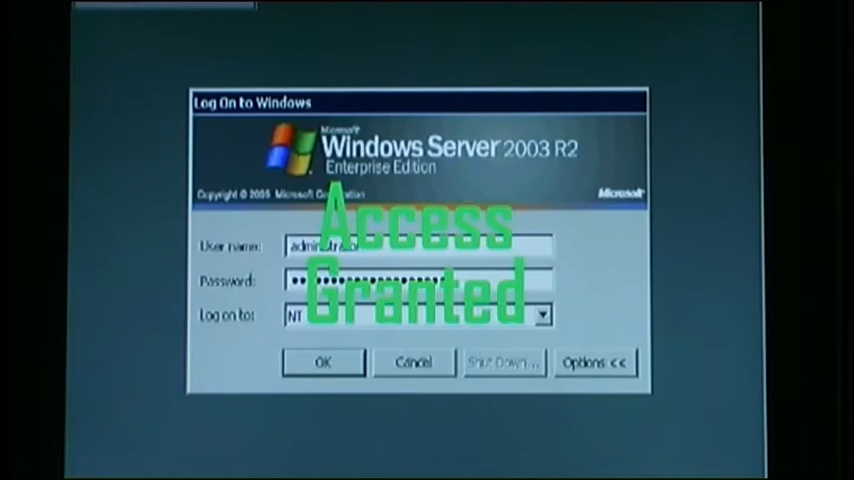 Log On to Windows
Microsoft
Windows Server 2003 R2
Enterprise Edition
Copyright © 2005 Microsoft Corporation
Microsoft
Access
User name: administrator
Granted
Password:
Log on to: NT
OK Cancel Shut Down... Options <<